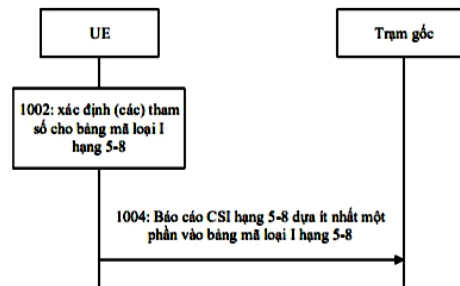 UE
Trạm gốc
1002: xác định (các) tham
số cho bảng mã loại I
hạng 5-8
1004: Báo cáo CSI hạng 5-8 dựa ít nhất một
phần vào bảng mã loại I hạng 5-8